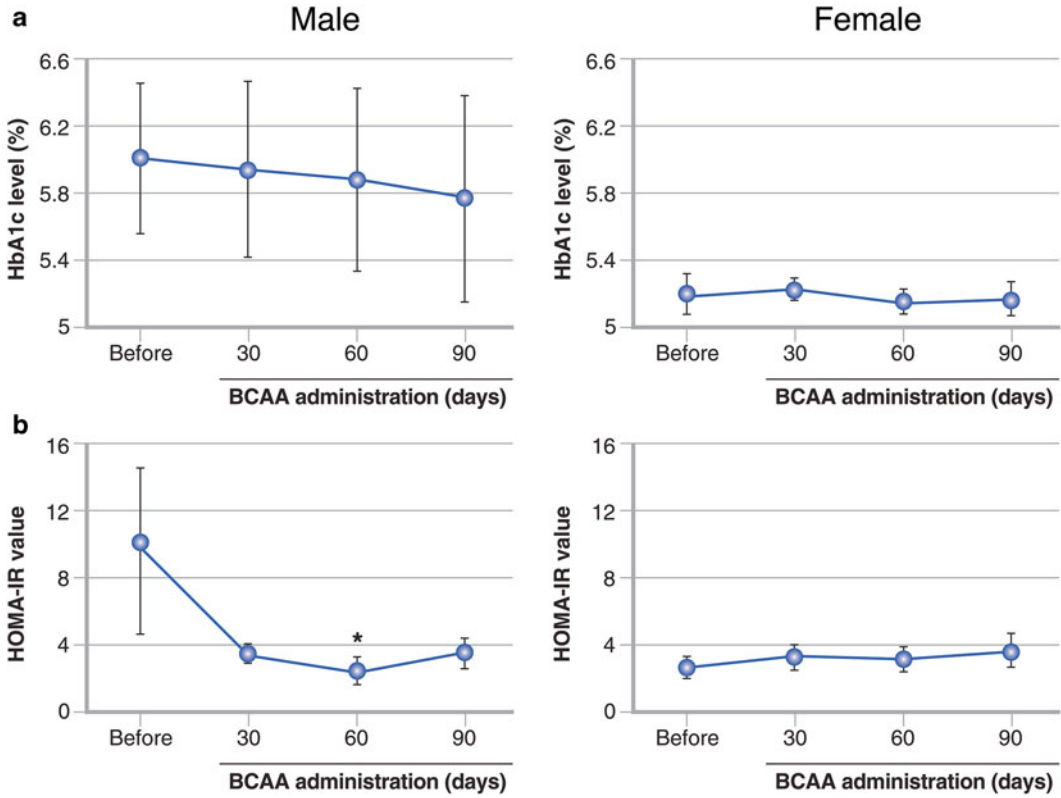 a
Male
Female
HbA1c level (%)
6.6
6.2
5.8
5.4
5
Before 30 60 90
BCAA administration (days)
HbA1c level (%)
6.6
6.2
5.8
5.4
5
Before 30 60 90
BCAA administration (days)
b
HOMA-IR value
16
12
8
4
0
*
Before 30 60 90
BCAA administration (days)
HOMA-IR value
16
12
8
4
0
Before 30 60 90
BCAA administration (days)